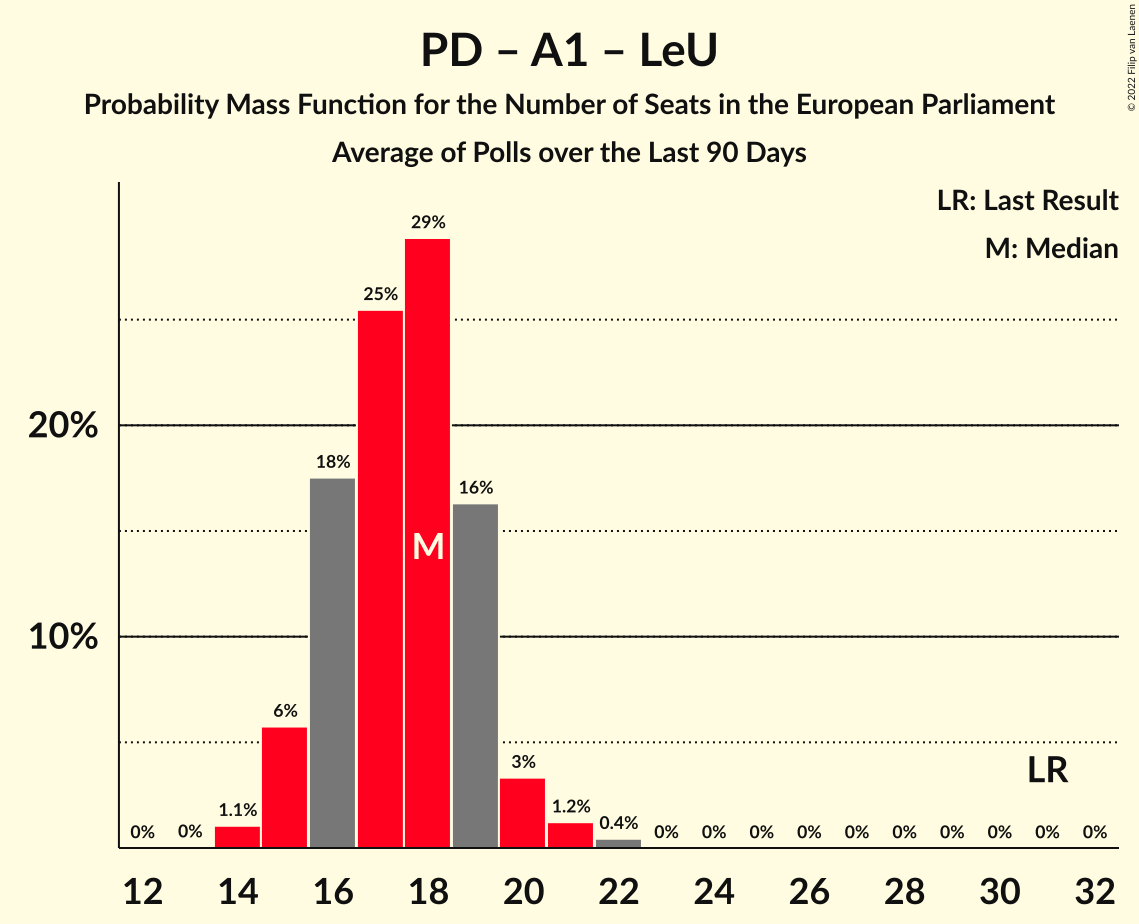 PD – A1 – LeU
Probability Mass Function for the Number of Seats in the European Parliament
Average of Polls over the Last 90 Days
© 2022 Filip van Laenen
LR: Last Result
M: Median
20%
10%
0%
0%
1.1%
6%
18%
25%
29%
16%
3%
1.2%
0.4%
0%
0%
0%
0%
0%
0%
0%
0%
0%
0%
M
LR
12 14 16 18 20 22 24 26 28 30 32